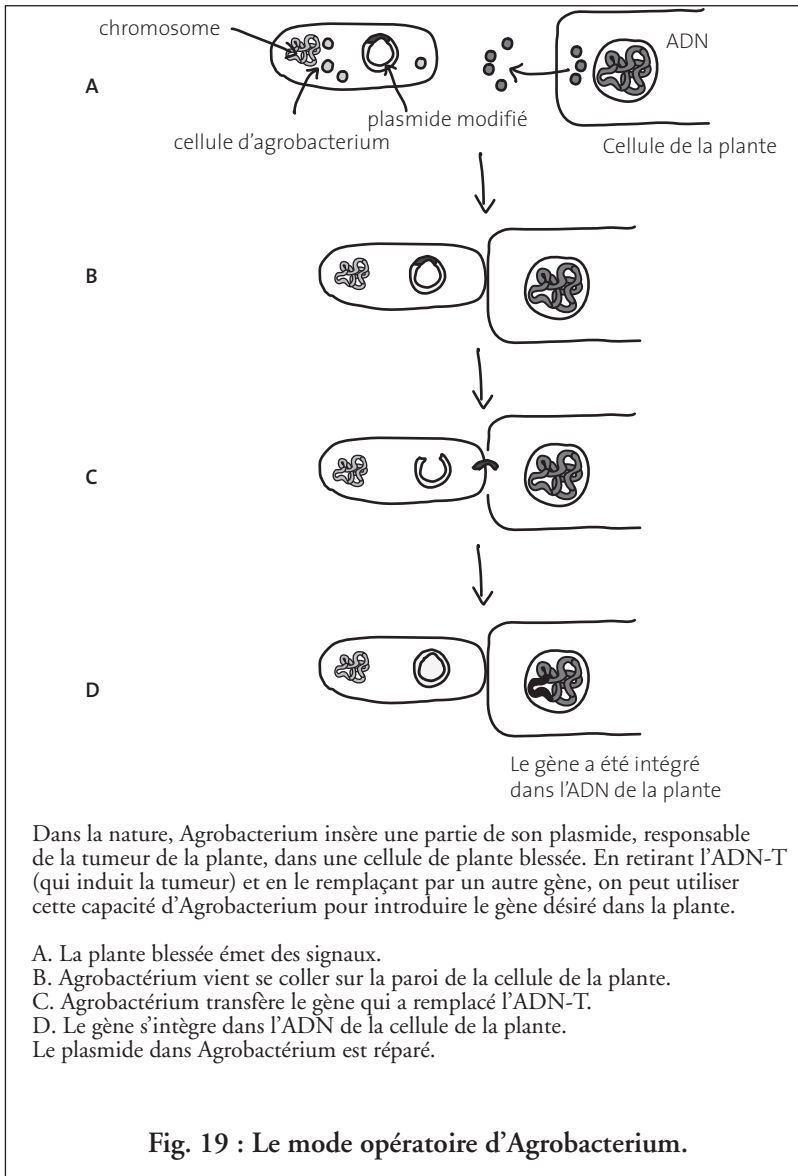 chromosome
ADN
A
plasmide modifié
cellule d’agrobacterium
Cellule de la plante
B
C
D
Le gène a été intégré
dans l’ADN de la plante
Dans la nature, Agrobacterium insère une partie de son plasmide, responsable
de la tumeur de la plante, dans une cellule de plante blessée. En retirant l’ADN-T
(qui induit la tumeur) et en le remplaçant par un autre gène, on peut utiliser
cette capacité d’Agrobacterium pour introduire le gène désiré dans la plante.
A. La plante blessée émet des signaux.
B. Agrobactérium vient se coller sur la paroi de la cellule de la plante.
C. Agrobactérium transfère le gène qui a remplacé l’ADN-T.
D. Le gène s’intègre dans l’ADN de la cellule de la plante.
Le plasmide dans Agrobactérium est réparé.
Fig. 19 : Le mode opératoire d’Agrobacterium.